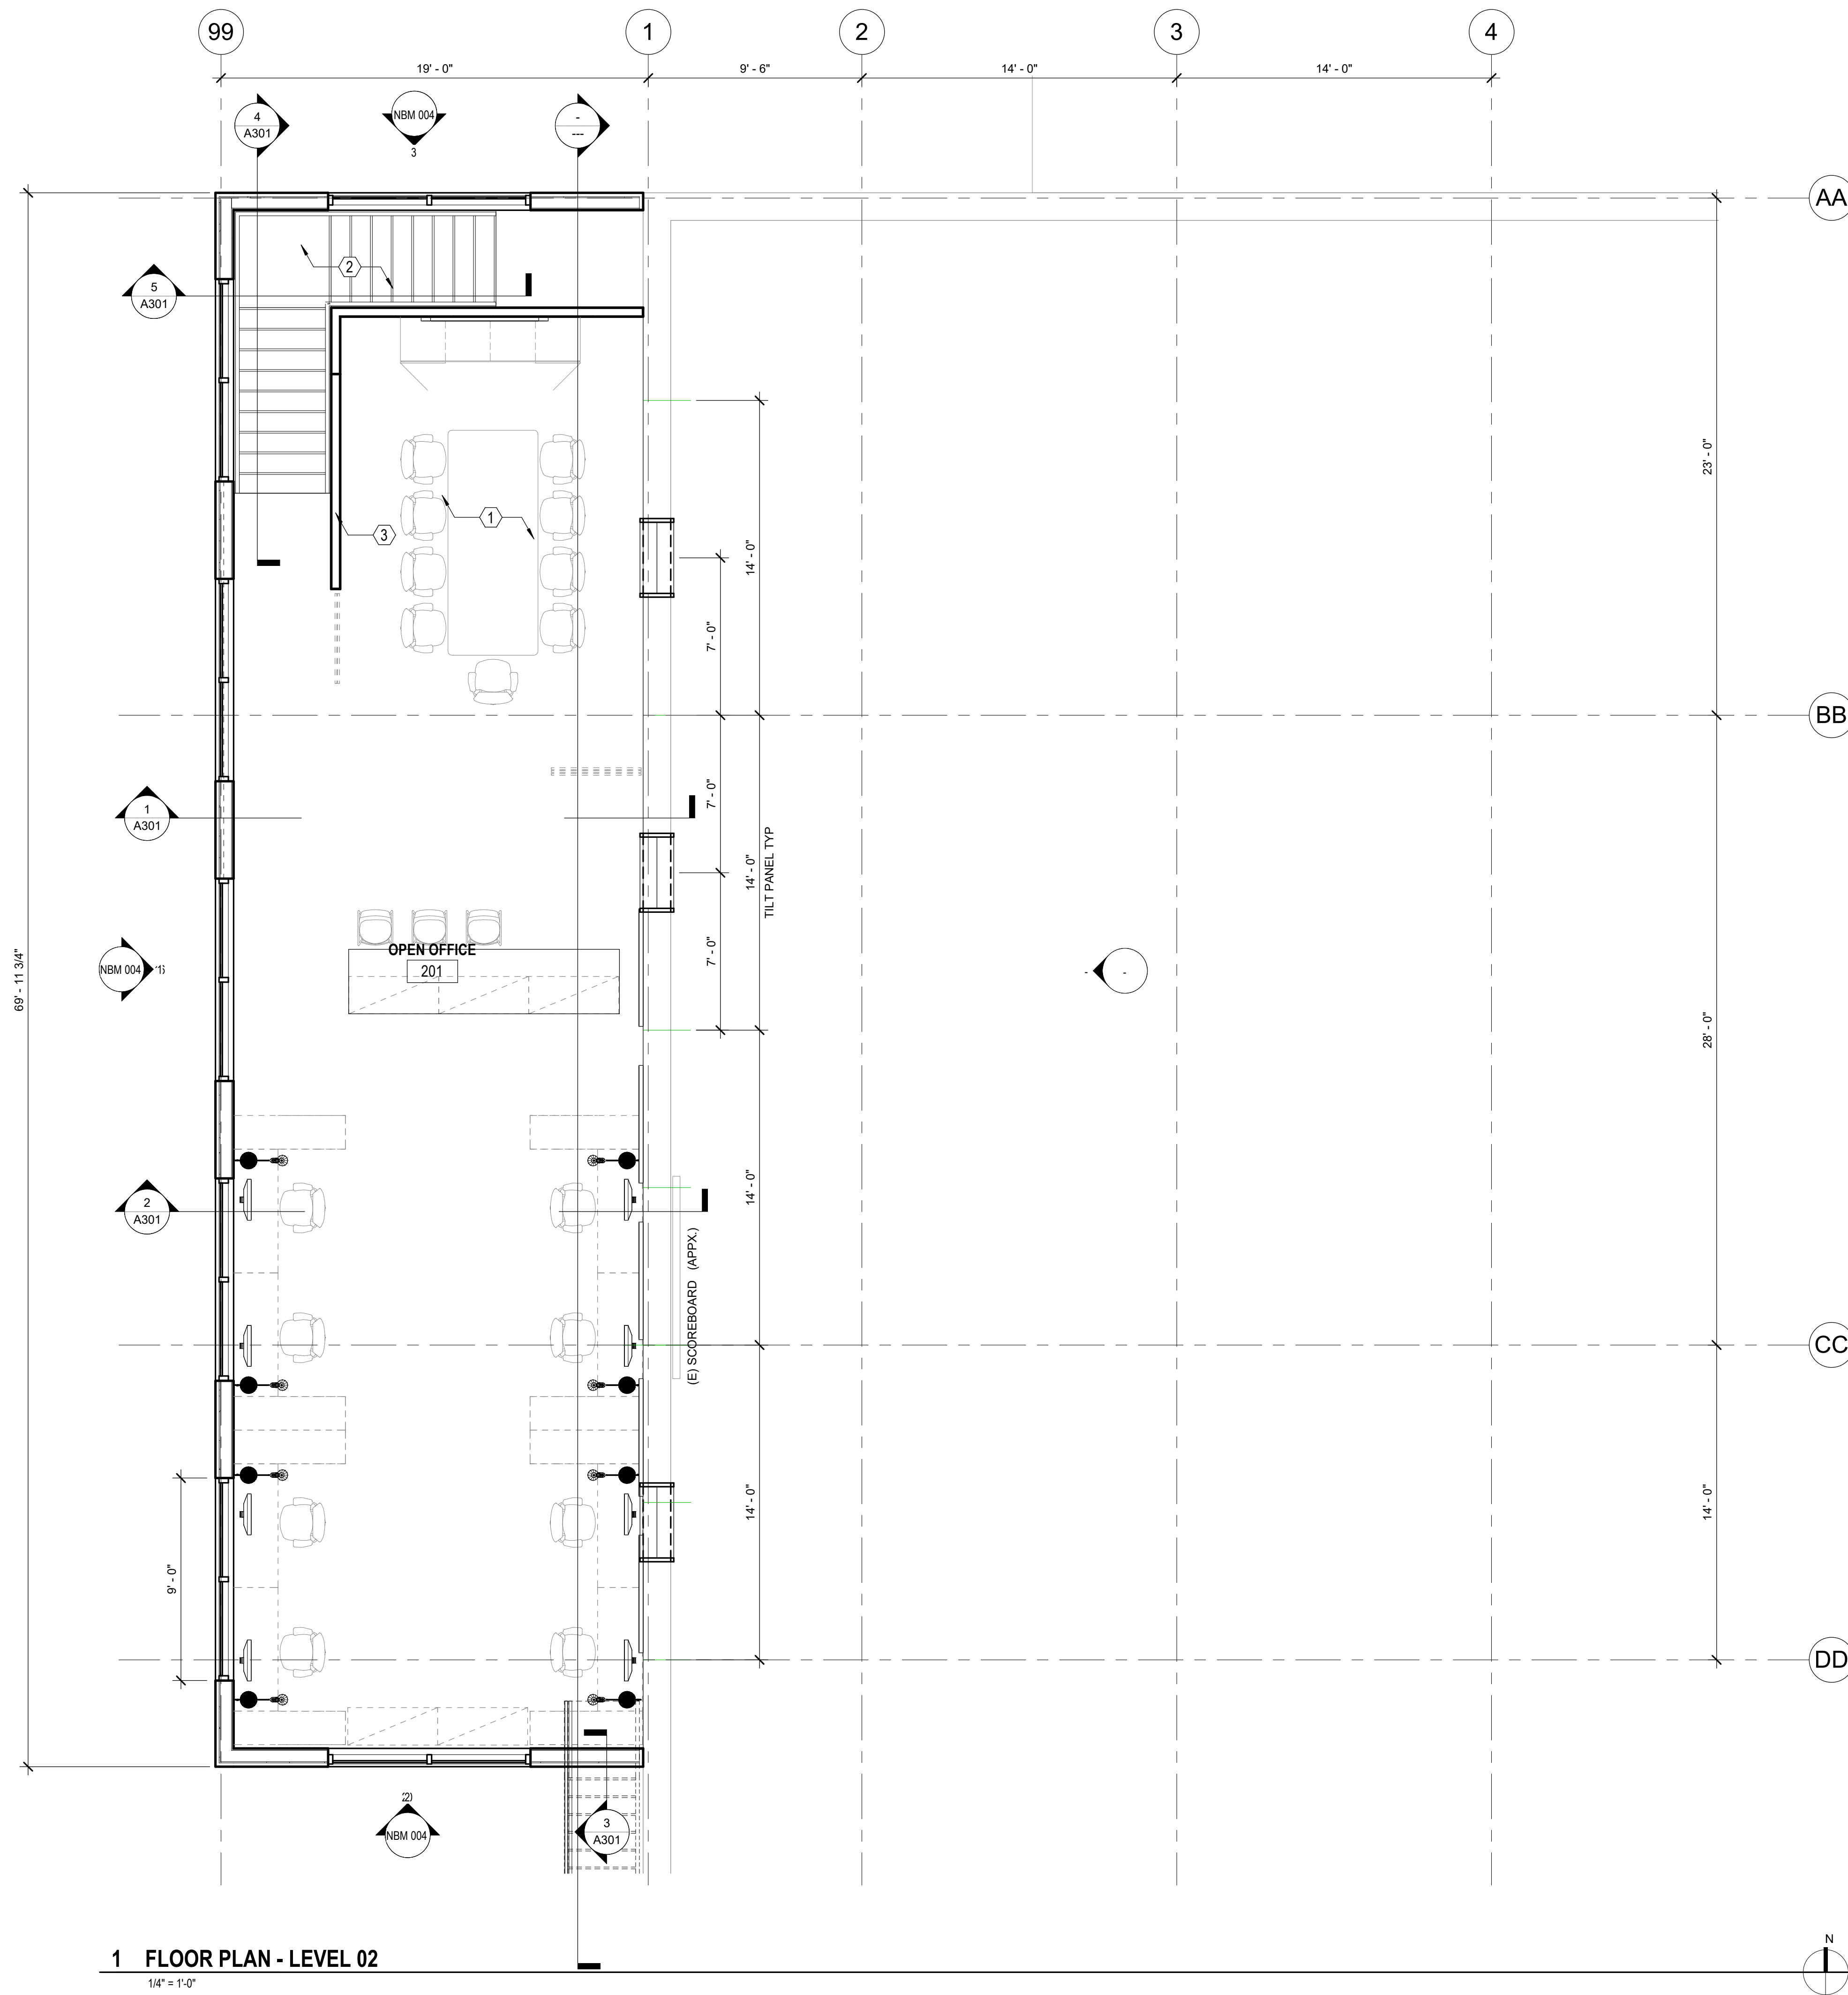 99
1
2
3
4
19' - 0"
9' - 6"
14' - 0"
14' - 0"
4
A301
NBM 004
3
-
---
AA
2
5
A301
23' - 0"
1
3
14' - 0"
7' - 0"
BB
7' - 0"
1
A301
14' - 0"
TILT PANEL TYP
OPEN OFFICE
201
7' - 0"
NBM 004
69' - 11 3/4"
-
-
28' - 0"
2
A301
14' - 0"
(E) SCOREBOARD (APPX.)
CC
14' - 0"
14' - 0"
9' - 0"
DD
NBM 004
3
A301
1 FLOOR PLAN - LEVEL 02
1/4" = 1'-0"
N